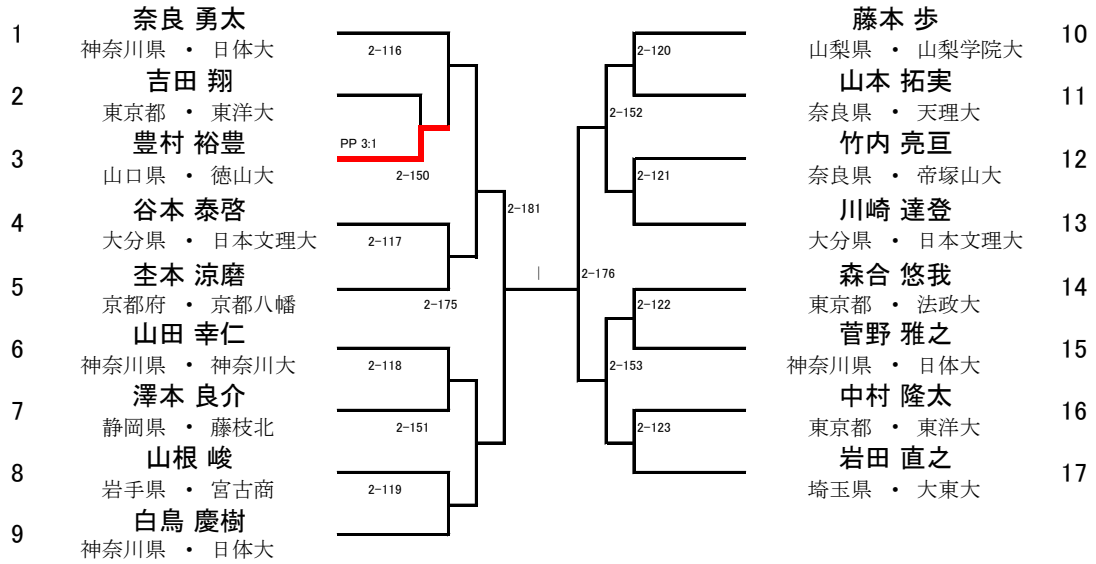 1
奈良 勇太
神奈川県 ・ 日体大
2
吉田 翔
東京都 ・ 東洋大
3
豊村 裕豊
山口県 ・ 徳山大
4
谷本 泰啓
大分県 ・ 日本文理大
5
杢本 涼磨
京都府 ・ 京都八幡
6
山田 幸仁
神奈川県 ・ 神奈川大
7
澤本 良介
静岡県 ・ 藤枝北
8
山根 峻
岩手県 ・ 宮古商
9
白鳥 慶樹
神奈川県 ・ 日体大
2-116
PP 3:1
2-150
2-117
2-175
2-118
2-151
2-119
2-181
2-176
2-120
2-152
2-121
2-122
2-153
2-123
藤本 歩
山梨県 ・ 山梨学院大
10
山本 拓実
奈良県 ・ 天理大
11
竹内 亮亘
奈良県 ・ 帝塚山大
12
川崎 達登
大分県 ・ 日本文理大
13
森合 悠我
東京都 ・ 法政大
14
菅野 雅之
神奈川県 ・ 日体大
15
中村 隆太
東京都 ・ 東洋大
16
岩田 直之
埼玉県 ・ 大東大
17